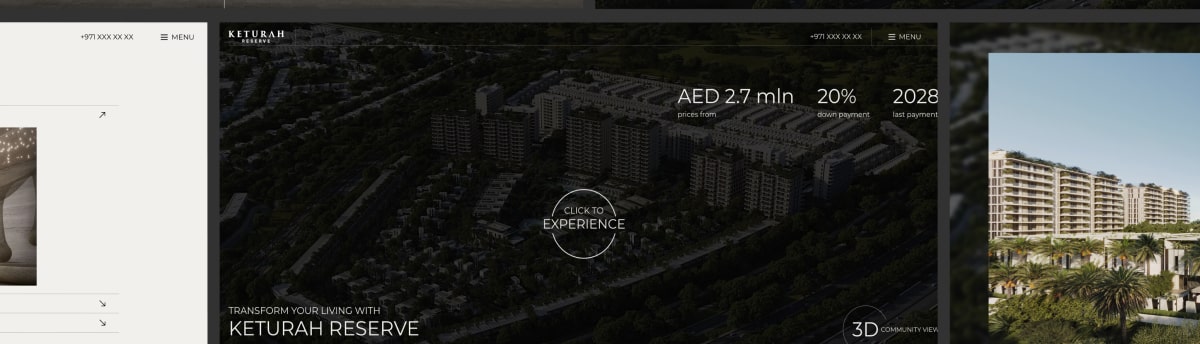 +971 XXX XX XX
MENU
KETURAH
RESERVE
+971 XXX XX XX
MENU
AED 2.7 mln
prices from
20%
down payment
2028
last payment
CLICK TO
EXPERIENCE
TRANSFORM YOUR LIVING WITH
KETURAH RESERVE
3D COMMUNITY VIEW